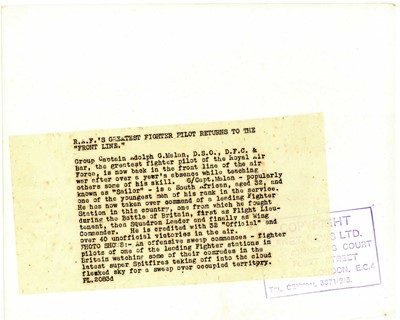 R.A.F.'S GREATEST FIGHTER PILOT RETURNS TO THE
"FRONT LINE."
Group Captain Adolph G.Malan, D.S.O., D.F.C. &
Bar, the greatest fighter pilot of the Royal Air
Force, is now back in the front line of the air
war after over a year's absence while teaching
others some of his skill. G/Capt.Malan - popularly
known as "Sailor" - is a South African, aged 32, and
one of the youngest men of his rank in the service.
He has now taken over command of a leading Fighter
Station in this country, one from which he fought
during the Battle of Britain, first as Flight Lieu-
tenant, then Squadron Leader and finally as Wing
Commander. He is credited with 32 "Official" and
over 40 unofficial victories in the air.
PHOTO SHOWS:- An offensive sweep commences - fighter
pilots of one of the leading Fighter stations in
Britain watching some of their comrades in the
latest super Spitfires taking off into the cloud
flecked sky for a sweep over occupied territory.
PL.
LTD.
COURT
STREET
LONDON, E.C.4
TEL. CENTRAL